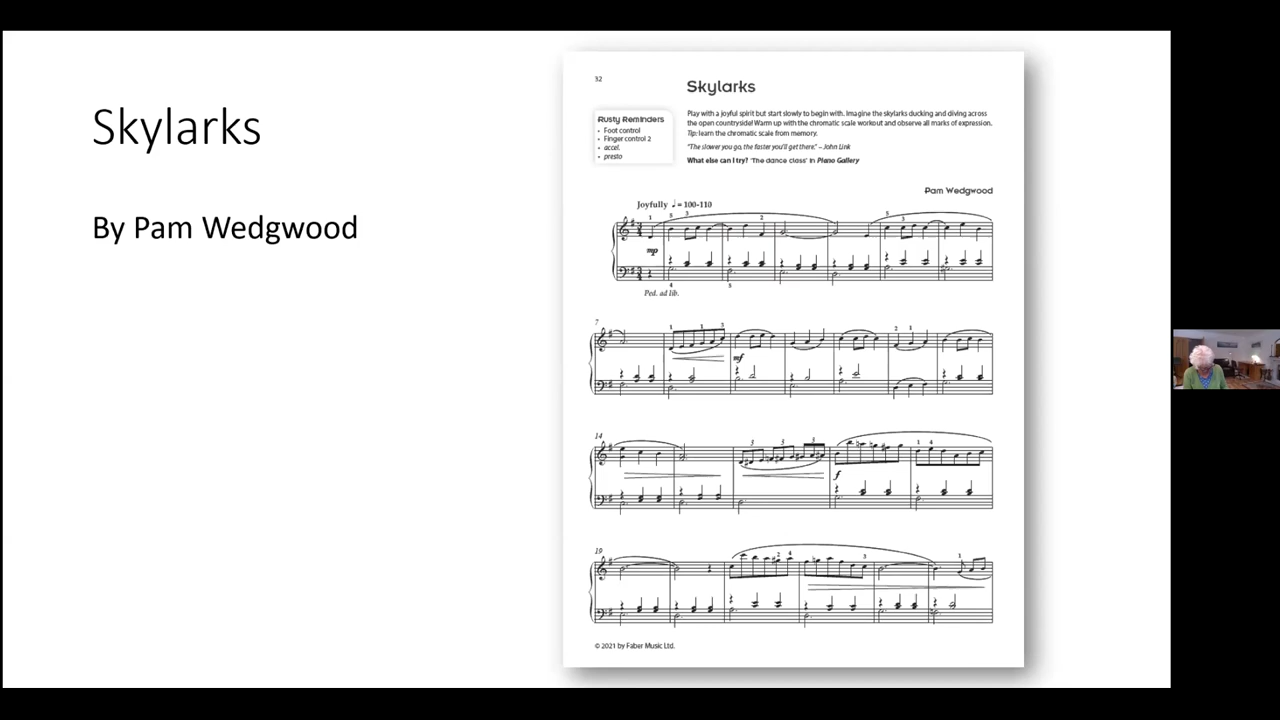 Skylarks
By Pam Wedgwood
32
Skylarks
Rusty Reminders
• Foot control
• Finger control 2
• accel.
• presto
Play with a joyful spirit but start slowly to begin with. Imagine the skylarks ducking and diving across
the open countryside! Warm up with the chromatic scale workout and observe all marks of expression.
Tip: learn the chromatic scale from memory.
"The slower you go, the faster you'll get there," – John Link
What else can I try? 'The dance class' in Piano Gallery
Pam Wedgwood
Joyfully ♩ = 100-110
mp
Ped. ad lib.
7
mf
14
f
19
© 2021 by Faber Music Ltd.